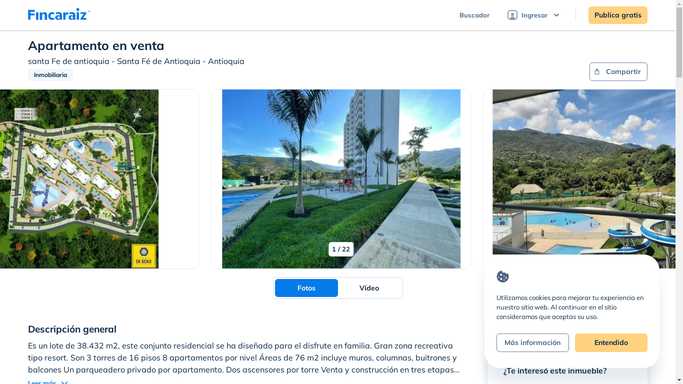 Fincaraiz
Buscador
Ingresar
Publica gratis
Apartamento en venta
santa Fe de antioquia - Santa Fé de Antioquia - Antioquia
Inmobiliaria
Compartir
1 / 22
Fotos
Video
Descripción general
Es un lote de 38.432 m2, este conjunto residencial se ha diseñado para el disfrute en familia. Gran zona recreativa
tipo resort. Son 3 torres de 16 pisos 8 apartamentos por nivel Áreas de 76 m2 incluye muros, columnas, buitrones y
balcones Un parqueadero privado por apartamento. Dos ascensores por torre Venta y construcción en tres etapas...
Leer más
Utilizamos cookies para mejorar tu experiencia en
nuestro sitio web. Al continuar en el sitio
consideramos que aceptas su uso.
Más información
Entendido
¿Te interesó este inmueble?